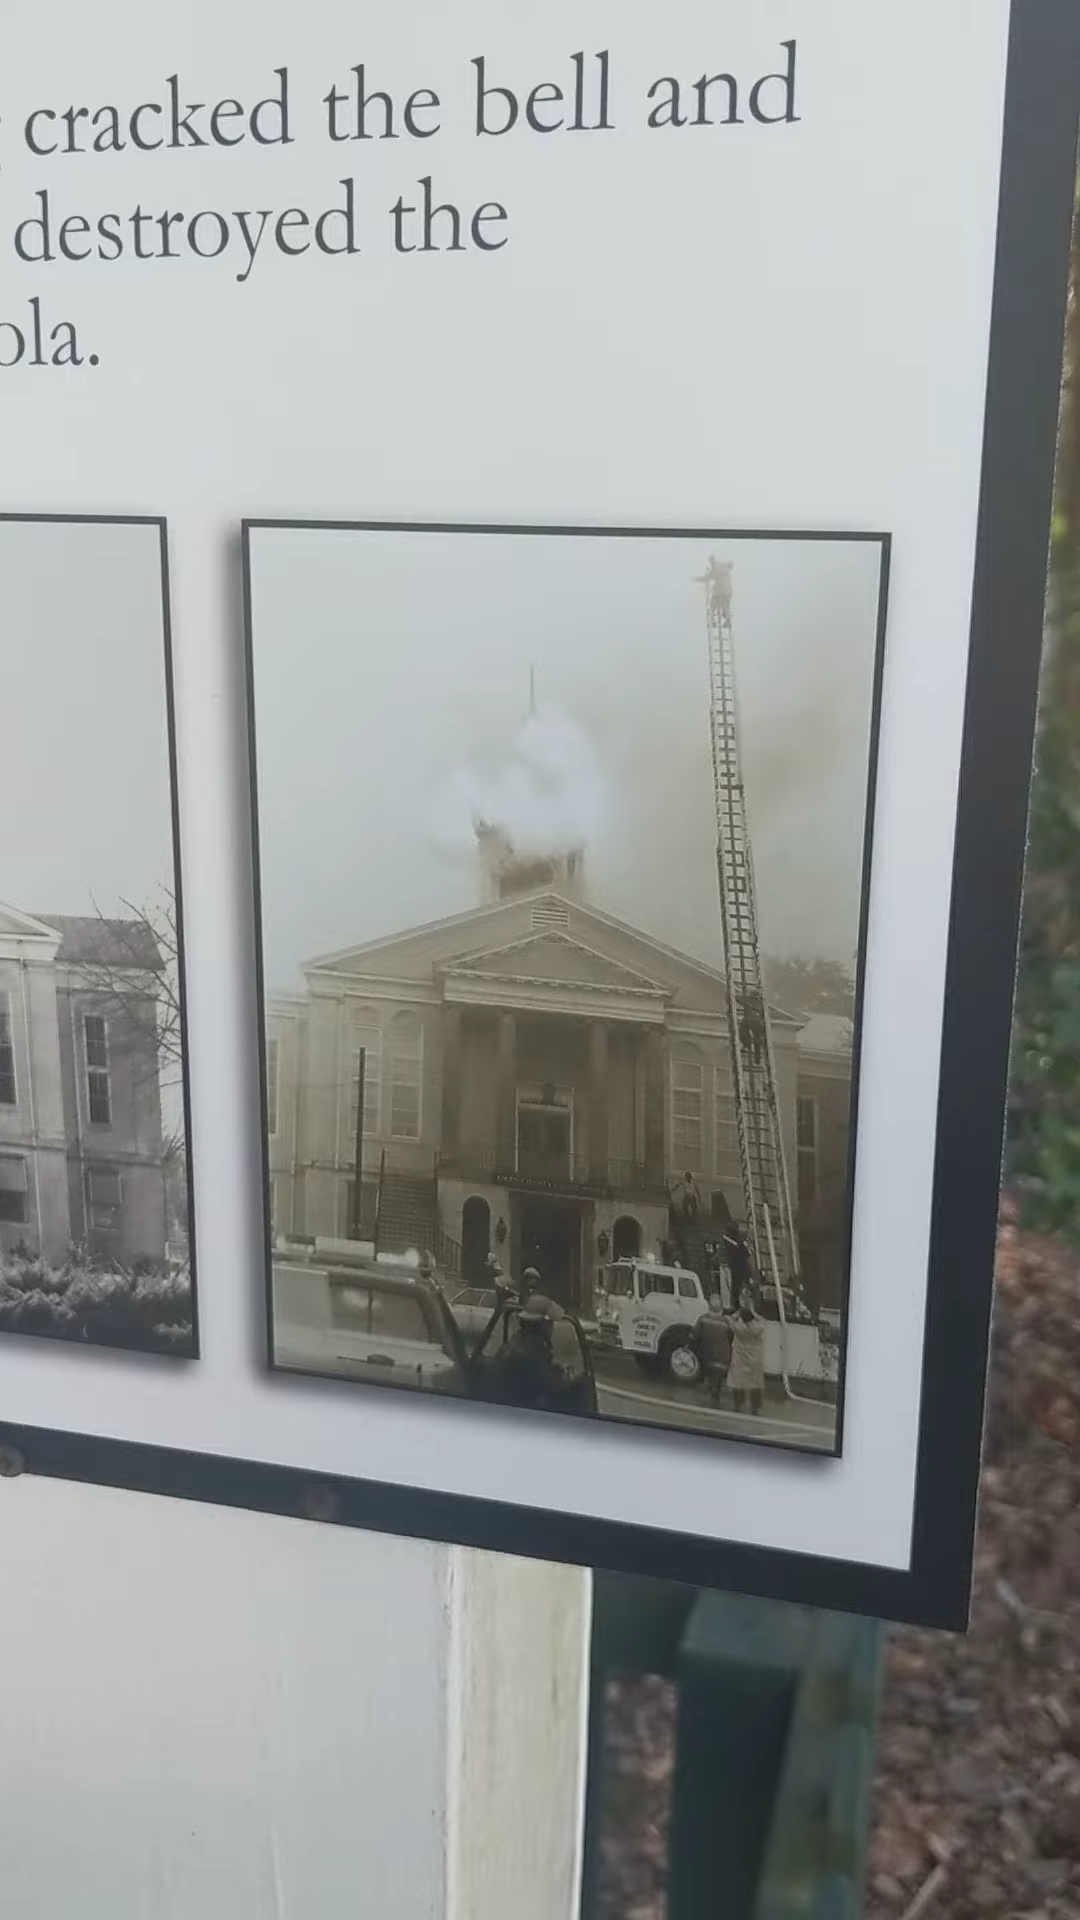 cracked the bell and
destroyed the
ola.